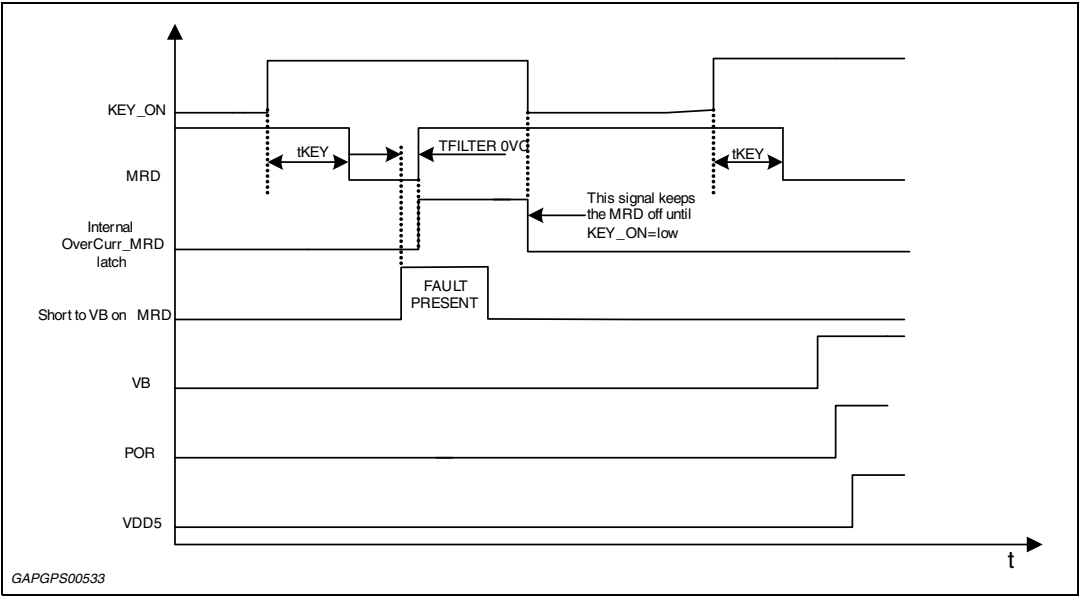 KEY_ON
tKEY
TFILTER 0VC
tKEY
MRD
This signal keeps
the MRD off until
KEY_ON=low
Internal
OverCurr_MRD
latch
FAULT
PRESENT
Short to VB on MRD
VB
POR
VDD5
t
GAPGPS00533